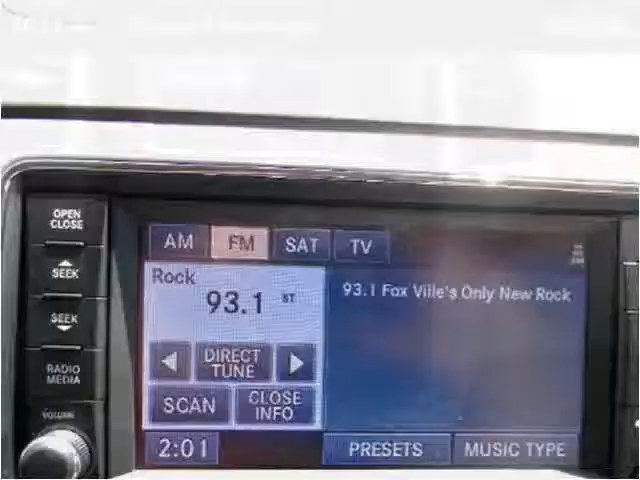 OPEN
CLOSE
SEEK
SEEK
RADIO
MEDIA
VOLUME
AM FM SAT TV
Rock
93.1 ST
93.1 Fox Ville's Only New Rock
DIRECT
TUNE
SCAN
CLOSE
INFO
2:01
PRESETS
MUSIC TYPE